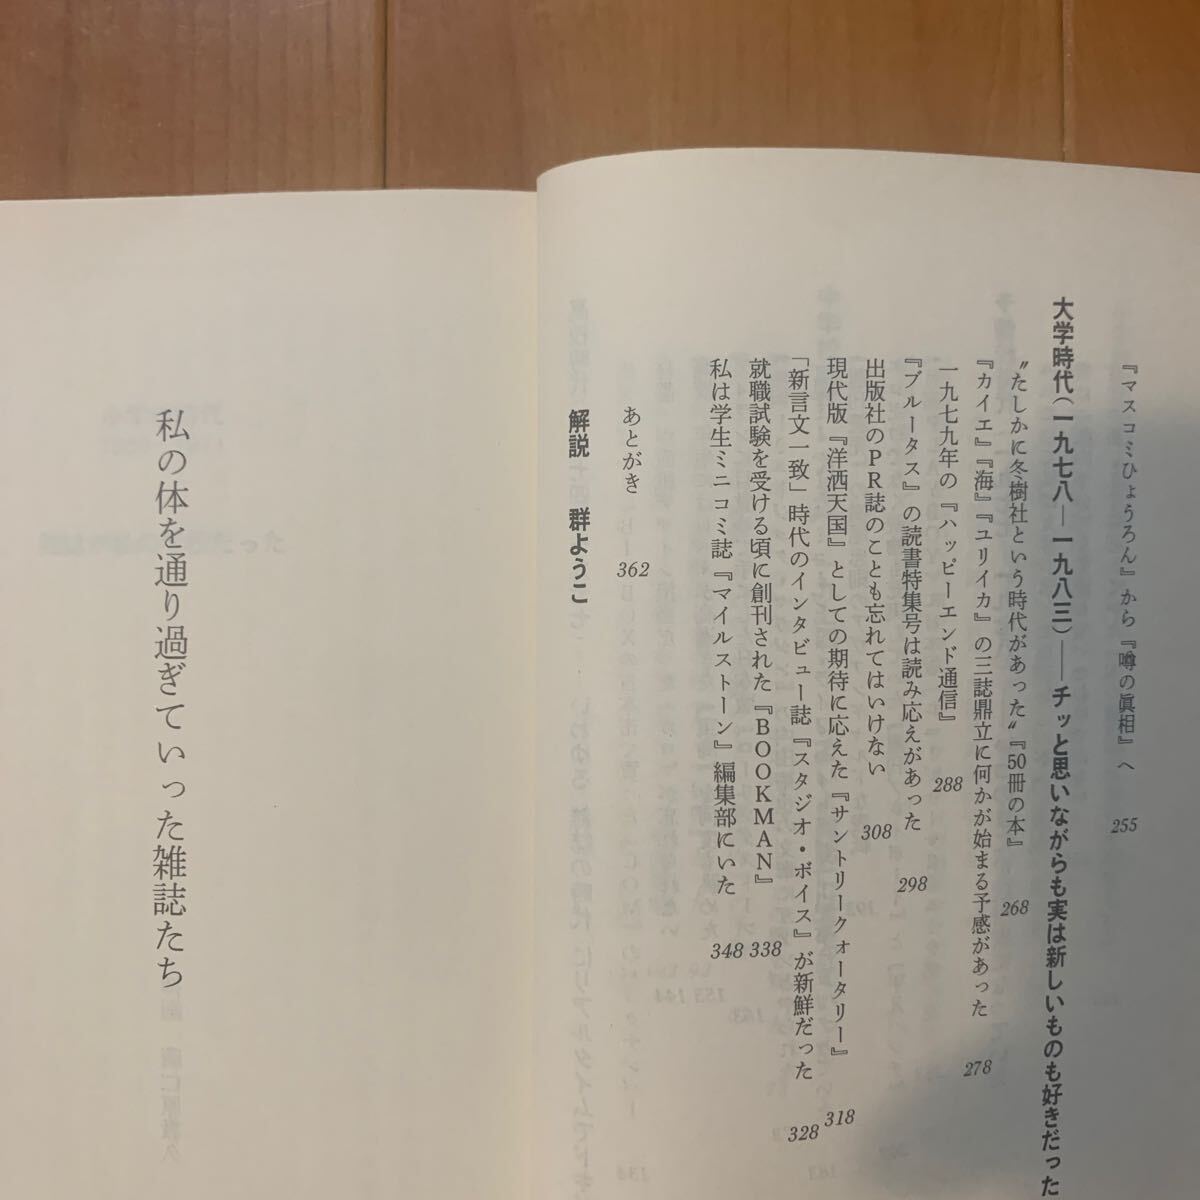 『マスコミひょうろん』から『噂の眞相』へ 255
大学時代(一九七八―一九八三)――チッと思いながらも実は新しいものも好きだった
〝たしかに冬樹社という時代があった〟『50冊の本』 268
『カイエ』『海』『ユリイカ』の三誌鼎立に何かが始まる予感があった 278
一九七九年の『ハッピーエンド通信』 288
『ブルータス』の読書特集号は読み応えがあった 298
出版社のPR誌のことも忘れてはいけない 308
現代版『洋酒天国』としての期待に応えた『サントリークォータリー』 318
「新言文一致」時代のインタビュー誌『スタジオ・ボイス』が新鮮だった 328
就職試験を受ける頃に創刊された『BOOKMAN』 338
私は学生ミニコミ誌『マイルストーン』編集部にいた 348
あとがき 362
解説 群ようこ
私の体を通り過ぎていった雑誌たち